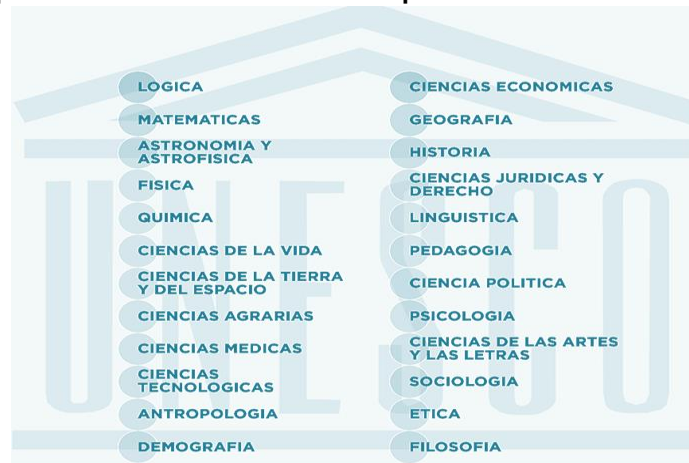 LOGICA
MATEMATICAS
ASTRONOMIA Y
ASTROFISICA
FISICA
QUIMICA
CIENCIAS DE LA VIDA
CIENCIAS DE LA TIERRA
Y DEL ESPACIO
CIENCIAS AGRARIAS
CIENCIAS MEDICAS
CIENCIAS
TECNOLOGICAS
ANTROPOLOGIA
DEMOGRAFIA
CIENCIAS ECONOMICAS
GEOGRAFIA
HISTORIA
CIENCIAS JURIDICAS Y
DERECHO
LINGUISTICA
PEDAGOGIA
CIENCIA POLITICA
PSICOLOGIA
CIENCIAS DE LAS ARTES
Y LAS LETRAS
SOCIOLOGIA
ETICA
FILOSOFIA
UNESCO